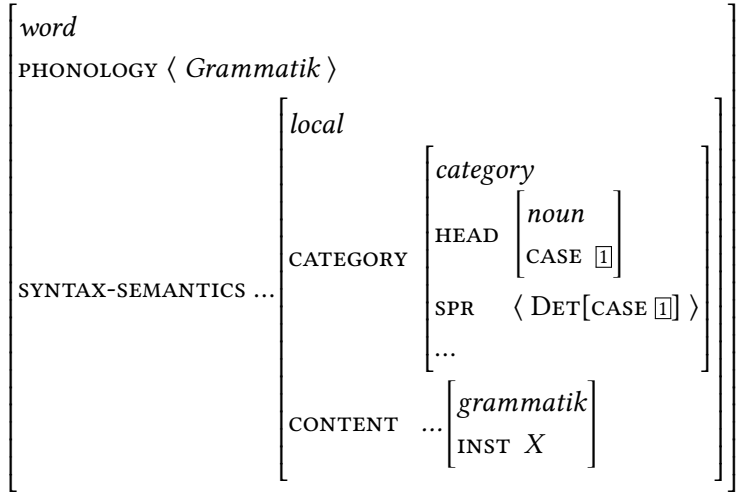 word
PHONOLOGY ⟨ Grammatik ⟩
local
category
noun
HEAD
CASE 1
CATEGORY
SYNTAX-SEMANTICS ...
SPR ⟨ DET[CASE 1] ⟩
...
grammatik
CONTENT ...
INST X